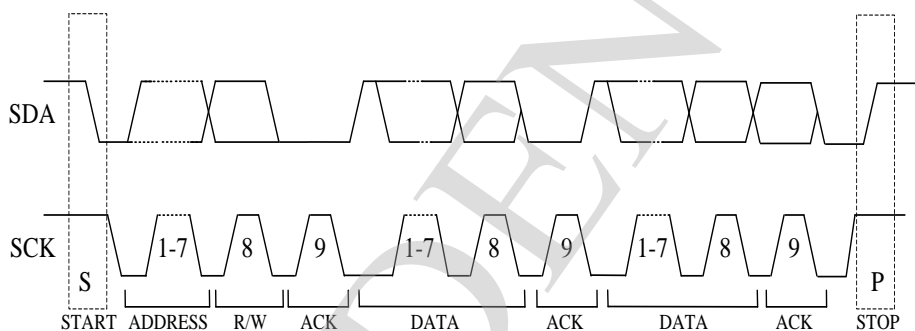 SDA
SCK
1-7 8 9 1-7 8 9 1-7 8 9
S P
START ADDRESS R/W ACK DATA ACK DATA ACK STOP